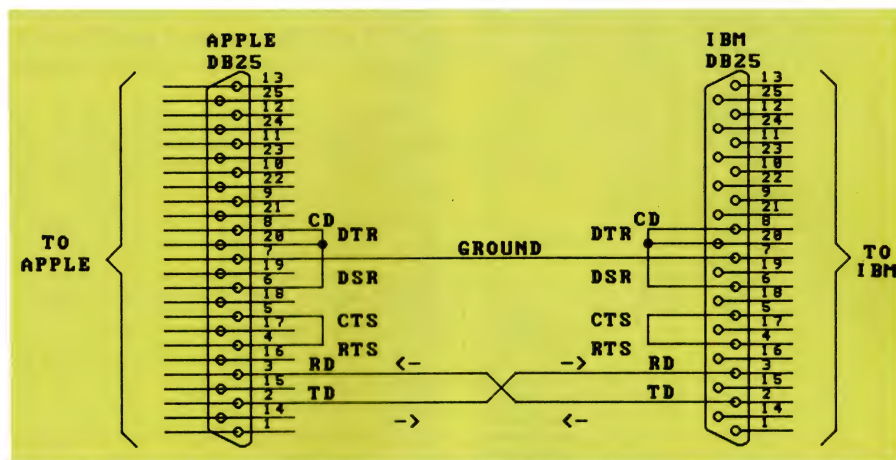 APPLE
DB25
IBM
DB25
13
25
12
24
11
23
10
22
9
21
8
20
7
19
6
18
5
17
4
16
3
15
2
14
1
CD
DTR
DSR
CTS
RTS
RD
TD
TO
APPLE
GROUND
<-
->
->
<-
CD
DTR
DSR
CTS
RTS
RD
TD
13
25
12
24
11
23
10
22
9
21
8
20
7
19
6
18
5
17
4
16
3
15
2
14
1
TO
IBM